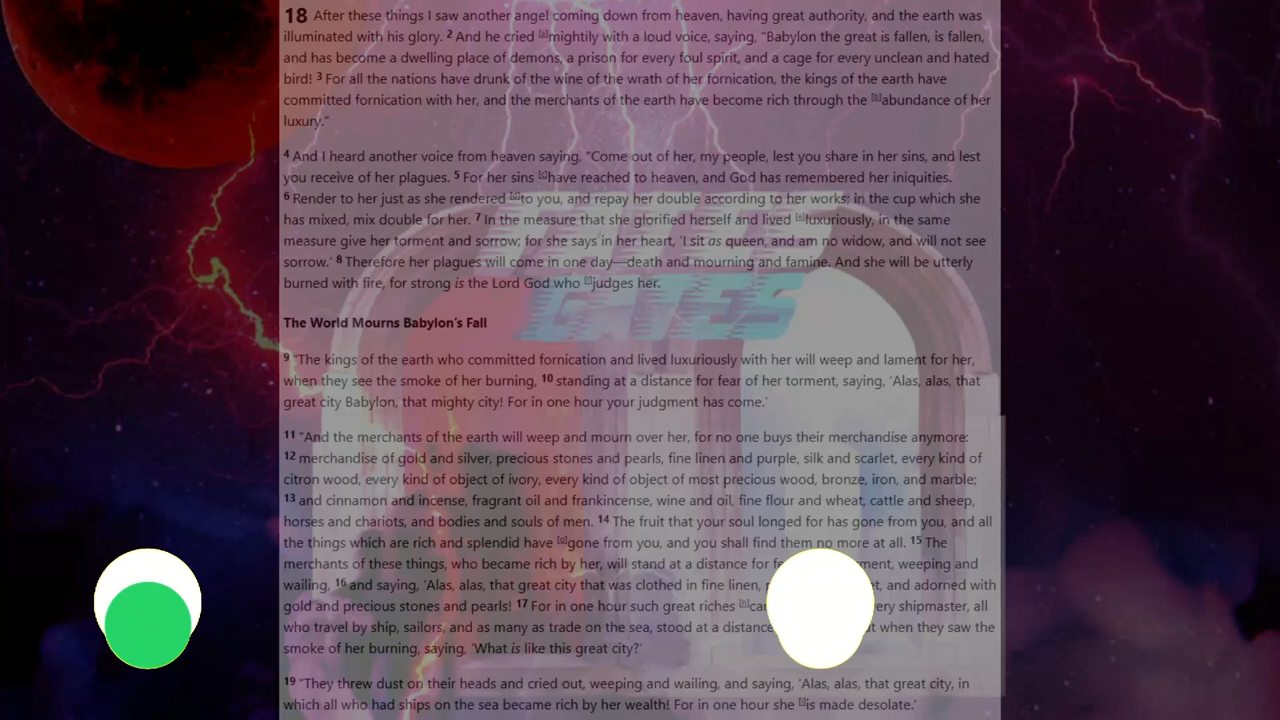 18 After these things I saw another angel coming down from heaven, having great authority, and the earth was
illuminated with his glory. 2 And he cried [a]mightily with a loud voice, saying, “Babylon the great is fallen, is fallen,
and has become a dwelling place of demons, a prison for every foul spirit, and a cage for every unclean and hated
bird! 3 For all the nations have drunk of the wine of the wrath of her fornication, the kings of the earth have
committed fornication with her, and the merchants of the earth have become rich through the [b]abundance of her
luxury.”
4 And I heard another voice from heaven saying, “Come out of her, my people, lest you share in her sins, and lest
you receive of her plagues. 5 For her sins [c]have reached to heaven, and God has remembered her iniquities.
6 Render to her just as she rendered [d]to you, and repay her double according to her works; in the cup which she
has mixed, mix double for her. 7 In the measure that she glorified herself and lived [e]luxuriously, in the same
measure give her torment and sorrow; for she says in her heart, ‘I sit as queen, and am no widow, and will not see
sorrow.’ 8 Therefore her plagues will come in one day—death and mourning and famine. And she will be utterly
burned with fire, for strong is the Lord God who [f]judges her.
GATES
The World Mourns Babylon’s Fall
9 “The kings of the earth who committed fornication and lived luxuriously with her will weep and lament for her,
when they see the smoke of her burning, 10 standing at a distance for fear of her torment, saying, ‘Alas, alas, that
great city Babylon, that mighty city! For in one hour your judgment has come.’
11 “And the merchants of the earth will weep and mourn over her, for no one buys their merchandise anymore:
12 merchandise of gold and silver, precious stones and pearls, fine linen and purple, silk and scarlet, every kind of
citron wood, every kind of object of ivory, every kind of object of most precious wood, bronze, iron, and marble;
13 and cinnamon and incense, fragrant oil and frankincense, wine and oil, fine flour and wheat, cattle and sheep,
horses and chariots, and bodies and souls of men. 14 The fruit that your soul longed for has gone from you, and all
the things which are rich and splendid have [g]gone from you, and you shall find them no more at all. 15 The
merchants of these things, who became rich by her, will stand at a distance for ment, weeping and
wailing, 16 and saying, ‘Alas, alas, that great city that was clothed in fine linen, and adorned with
gold and precious stones and pearls! 17 For in one hour such great riches [h] shipmaster, all
who travel by ship, sailors, and as many as trade on the sea, stood at a distance when they saw the
smoke of her burning, saying, ‘What is like this great city?’
19 “They threw dust on their heads and cried out, weeping and wailing, and saying, ‘Alas, alas, that great city, in
which all who had ships on the sea became rich by her wealth! For in one hour she [i]is made desolate.’